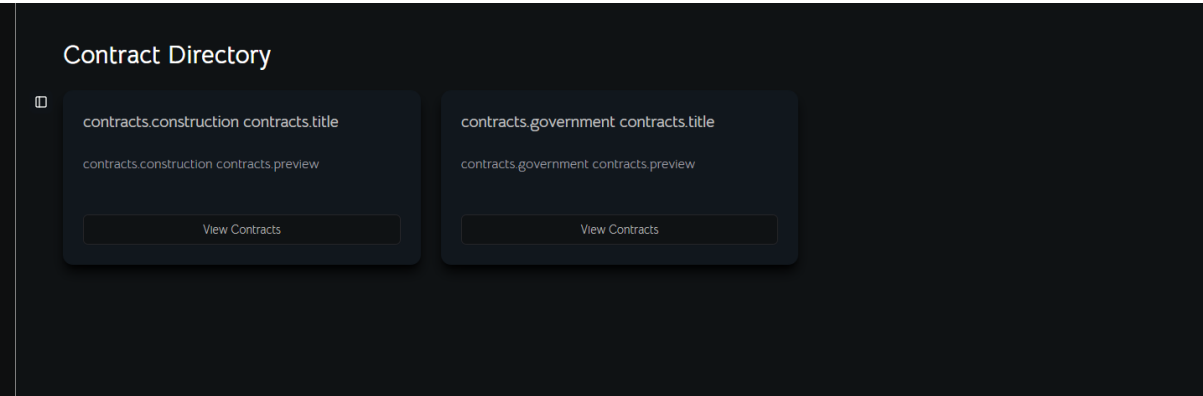 Contract Directory
contracts.construction contracts.title
contracts.construction contracts.preview
View Contracts
contracts.government contracts.title
contracts.government contracts.preview
View Contracts